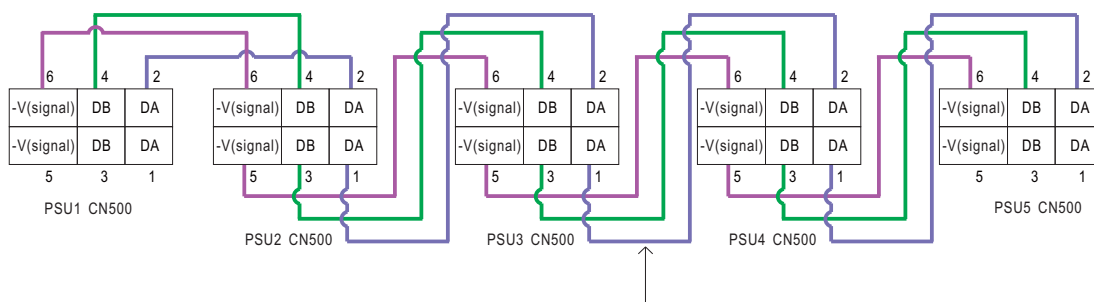 6 4 2 6 4 2 6 4 2 6 4 2 6 4 2
-V(signal) DB DA -V(signal) DB DA -V(signal) DB DA -V(signal) DB DA -V(signal) DB DA
-V(signal) DB DA -V(signal) DB DA -V(signal) DB DA -V(signal) DB DA -V(signal) DB DA
5 3 1 5 3 1 5 3 1 5 3 1 5 3 1
PSU1 CN500 PSU2 CN500 PSU3 CN500 PSU4 CN500 PSU5 CN500